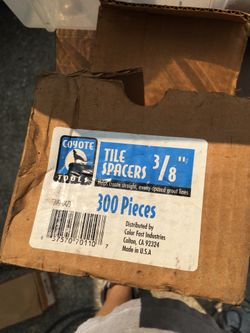 COYOTE
TOOLS
TILE
SPACERS
3/8"
Helps create straight, evenly-spaced grout lines
300 Pieces
Distributed by
Color Fast Industries
Colton, CA 92324
Made in U.S.A